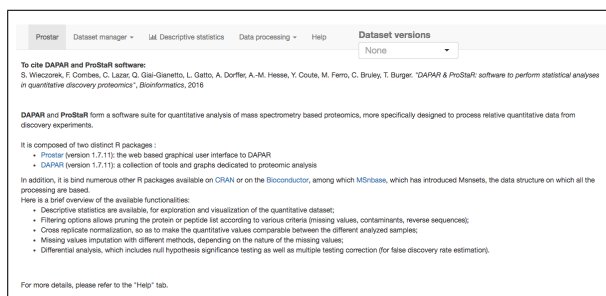 Prostar Dataset manager Descriptive statistics Data processing Help Dataset versions
None
To cite DAPAR and ProStaR software:
S. Wieczorek, F. Combes, C. Lazar, Q. Giai-Gianetto, L. Gatto, A. Dorffer, A.-M. Hesse, Y. Coute, M. Ferro, C. Bruley, T. Burger. "DAPAR & ProStaR: software to perform statistical analyses
in quantitative discovery proteomics", Bioinformatics, 2016
DAPAR and ProStaR form a software suite for quantitative analysis of mass spectrometry based proteomics, more specifically designed to process relative quantitative data from
discovery experiments.
It is composed of two distinct R packages :
• Prostar (version 1.7.11): the web based graphical user interface to DAPAR
• DAPAR (version 1.7.11): a collection of tools and graphs dedicated to proteomic analysis
In addition, it is bind numerous other R packages available on CRAN or on the Bioconductor, among which MSnbase, which has introduced Msnsets, the data structure on which all the
processing are based.
Here is a brief overview of the available functionalities:
• Descriptive statistics are available, for exploration and visualization of the quantitative dataset;
• Filtering options allows pruning the protein or peptide list according to various criteria (missing values, contaminants, reverse sequences);
• Cross replicate normalization, so as to make the quantitative values comparable between the different analyzed samples;
• Missing values imputation with different methods, depending on the nature of the missing values;
• Differential analysis, which includes null hypothesis significance testing as well as multiple testing correction (for false discovery rate estimation).
For more details, please refer to the "Help" tab.